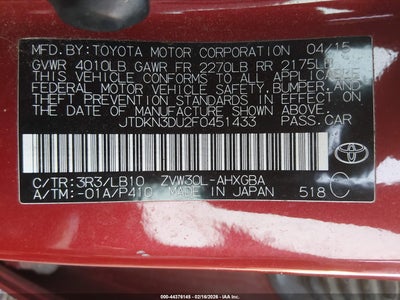 MFD.BY:TOYOTA MOTOR CORPORATION 04/15
GVWR 4010LB GAWR FR 2270LB RR 2175LB
THIS VEHICLE CONFORMS TO ALL APPLICABLE
FEDERAL MOTOR VEHICLE SAFETY, BUMPER, AND
THEFT PREVENTION STANDARDS IN EFFECT ON
THE DATE OF MANUFACTURE SHOWN ABOVE.
JTDKN3DU2F0451433 PASS.CAR
C/TR:3R3/LB10 ZVW30L-AHXGBA
A/TM:-01A/P410 MADE IN JAPAN 518
C
TOYOTA
000-44379145 - 02/18/2026 - IAA Inc.